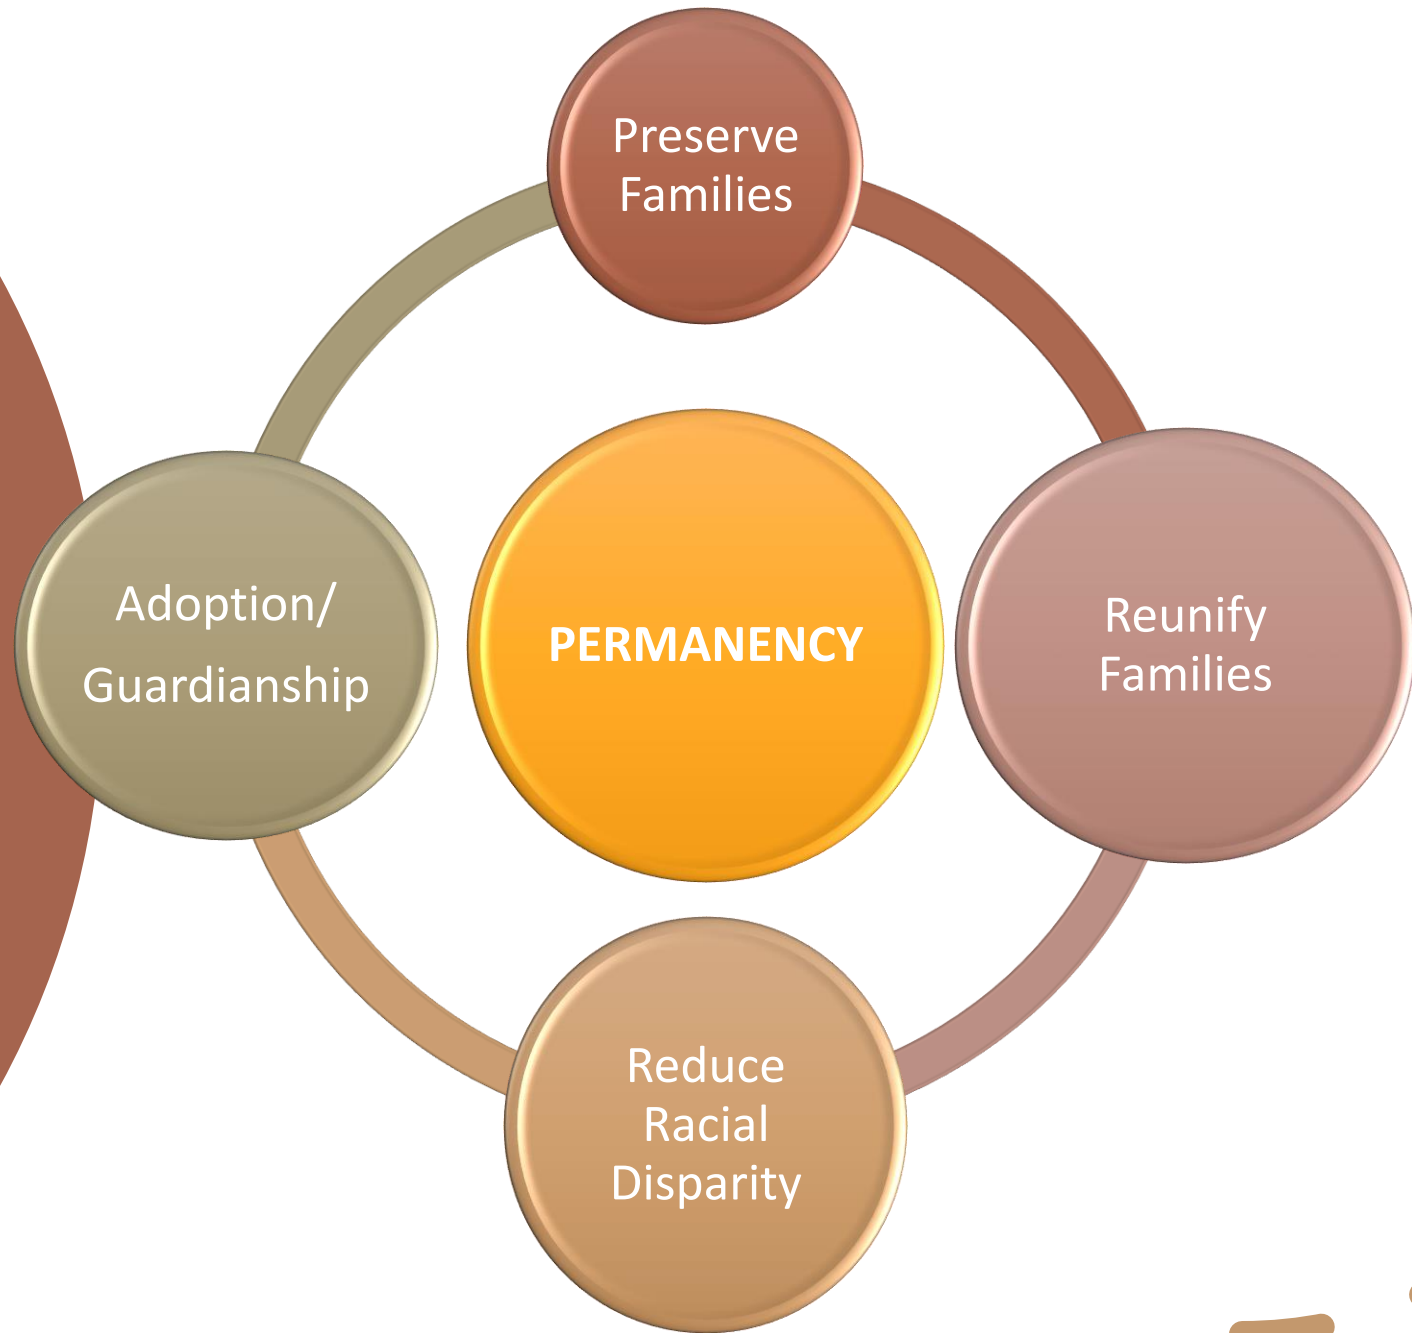 Preserve
Families
Adoption/
Guardianship
PERMANENCY
Reunify
Families
Reduce
Racial
Disparity